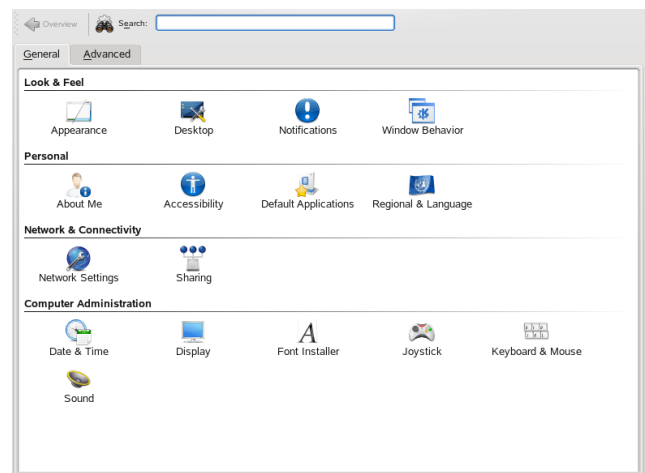 Overview Search:
General Advanced
Look & Feel
Appearance Desktop Notifications Window Behavior
Personal
About Me Accessibility Default Applications Regional & Language
Network & Connectivity
Network Settings Sharing
Computer Administration
Date & Time Display Font Installer Joystick Keyboard & Mouse
Sound